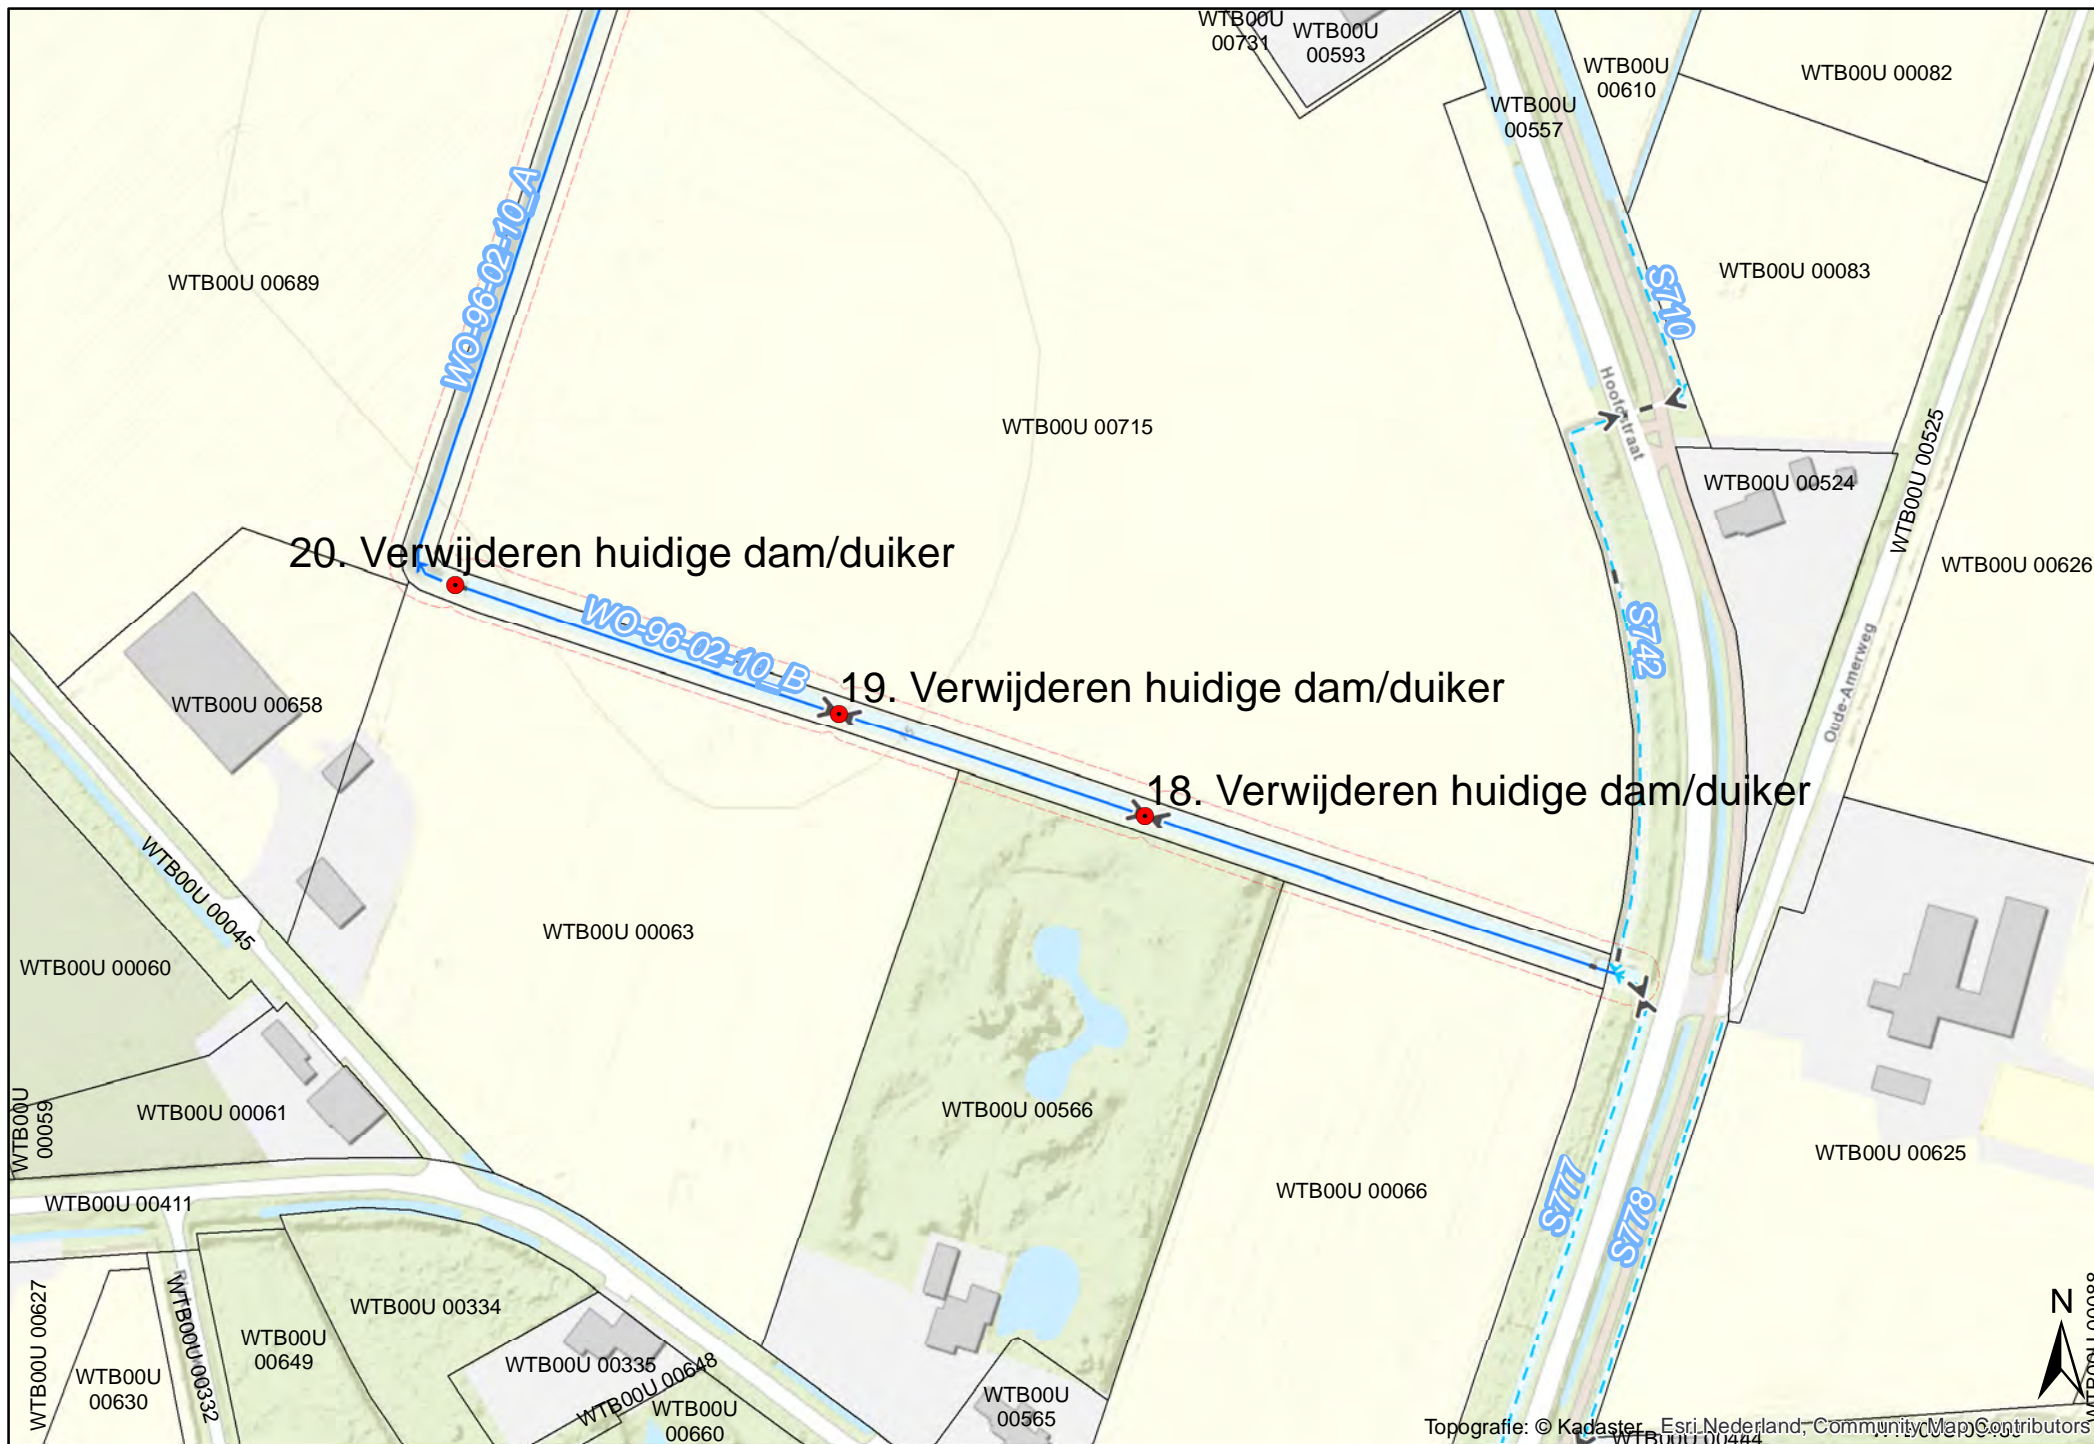 WTB00U
00731
WTB00U
00593
WTB00U
00610
WTB00U 00082
WTB00U
00557
WO-96-02-10_A
WTB00U 00689
WTB00U 00083
S710
Hoofdstraat
WTB00U 00715
WTB00U 00524
WTB00U 00525
20. Verwijderen huidige dam/duiker
WTB00U 00626
WO-96-02-10_B
S742
19. Verwijderen huidige dam/duiker
Oude-Amerweg
WTB00U 00658
18. Verwijderen huidige dam/duiker
WTB00U 00045
WTB00U 00063
WTB00U 00060
WTB00U
00059
WTB00U 00061
WTB00U 00566
WTB00U 00625
WTB00U 00066
S777
S778
WTB00U 00411
WTB00U 00627
WTB00U 00332
WTB00U 00334
WTB00U
00649
WTB00U
00630
WTB00U 00335
WTB00U 00648
WTB00U
00660
WTB00U
00565
N
Topografie: © Kadaster, Esri Nederland, Community Map Contributors
WTB00U 00444